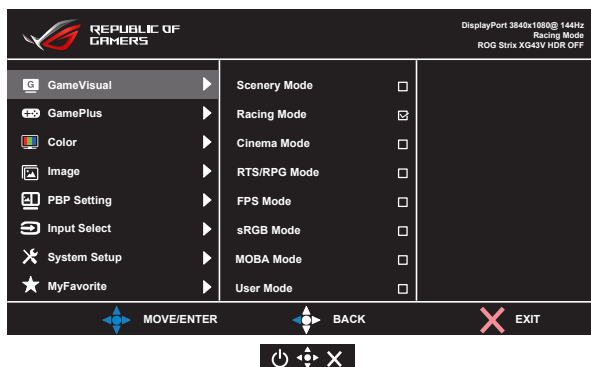 REPUBLIC OF
GAMERS
DisplayPort 3840x1080@ 144Hz
Racing Mode
ROG Strix XG43V HDR OFF
G GameVisual
GamePlus
Color
Image
PBP Setting
Input Select
System Setup
MyFavorite
Scenery Mode
Racing Mode
Cinema Mode
RTS/RPG Mode
FPS Mode
sRGB Mode
MOBA Mode
User Mode
MOVE/ENTER
BACK
EXIT